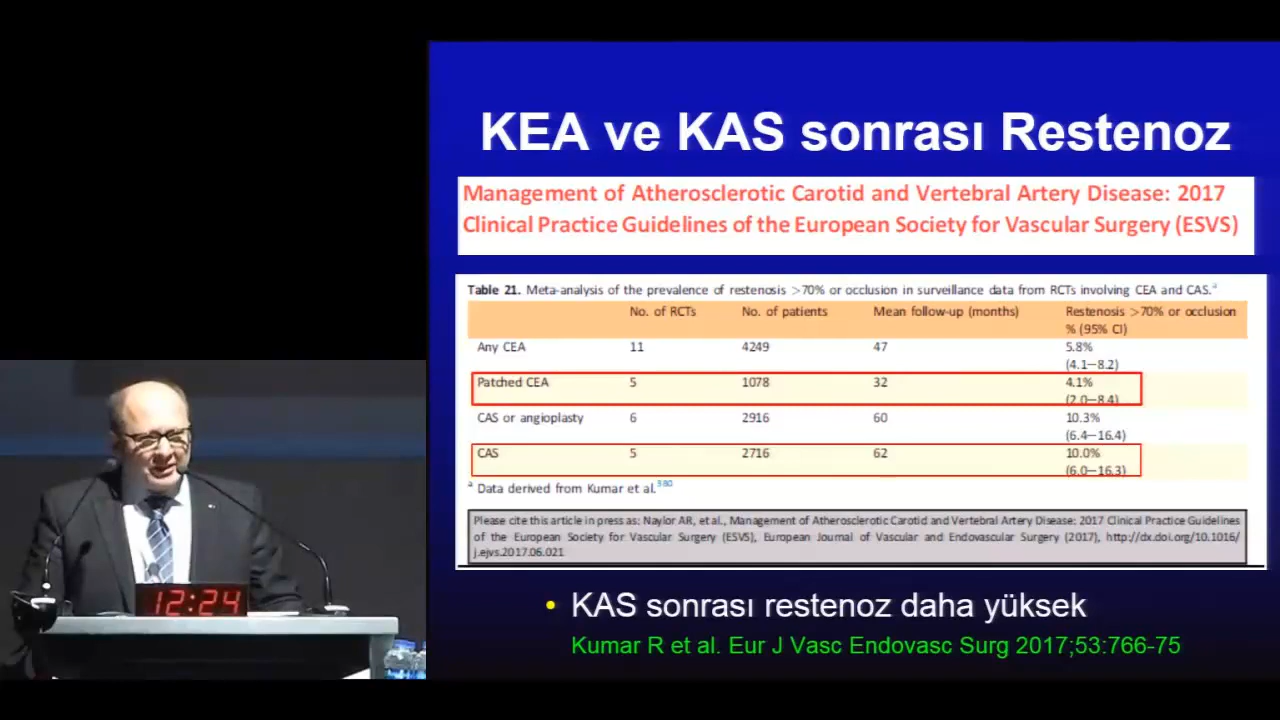 KEA ve KAS sonrası Restenoz
Management of Atherosclerotic Carotid and Vertebral Artery Disease: 2017
Clinical Practice Guidelines of the European Society for Vascular Surgery (ESVS)
Table 21. Meta-analysis of the prevalence of restenosis >70% or occlusion in surveillance data from RCTs involving CEA and CAS.a
No. of RCTs No. of patients Mean follow-up (months) Restenosis >70% or occlusion
% (95% CI)
Any CEA 11 4249 47 5.8%
(4.1—8.2)
Patched CEA 5 1078 32 4.1%
(2.0—8.4)
CAS or angioplasty 6 2916 60 10.3%
(6.4—16.4)
CAS 5 2716 62 10.0%
(6.0—16.3)
a Data derived from Kumar et al.380
Please cite this article in press as: Naylor AR, et al., Management of Atherosclerotic Carotid and Vertebral Artery Disease: 2017 Clinical Practice Guidelines
of the European Society for Vascular Surgery (ESVS), European Journal of Vascular and Endovascular Surgery (2017), http://dx.doi.org/10.1016/
j.ejvs.2017.06.021
• KAS sonrası restenoz daha yüksek
Kumar R et al. Eur J Vasc Endovasc Surg 2017;53:766-75
12:24